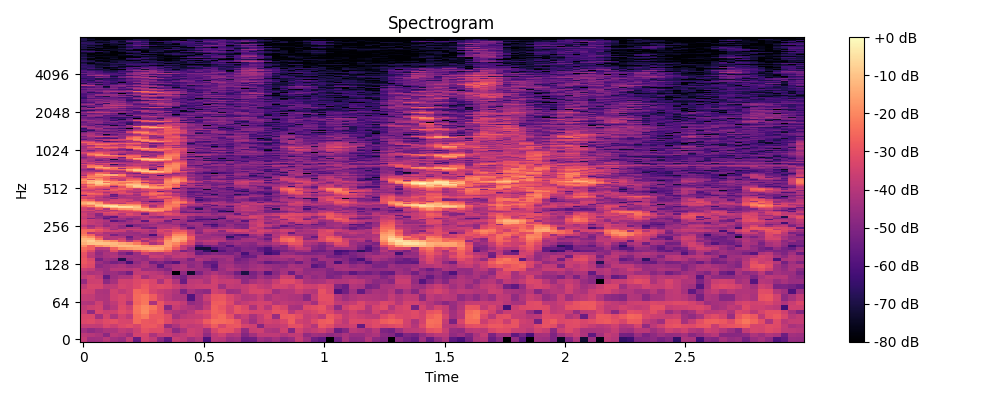 Spectrogram
Hz
4096
2048
1024
512
256
128
64
0
0
0.5
1
1.5
2
2.5
Time
+0 dB
-10 dB
-20 dB
-30 dB
-40 dB
-50 dB
-60 dB
-70 dB
-80 dB